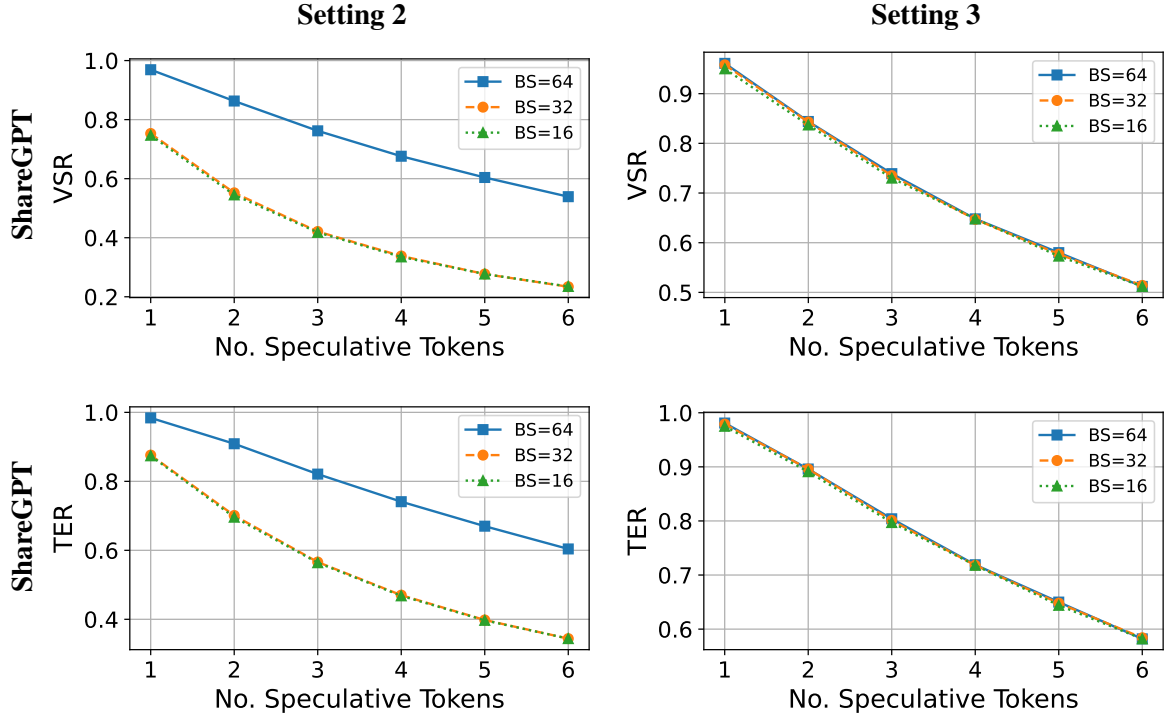 Setting 2
Setting 3
ShareGPT
VSR
1.0
0.8
0.6
0.4
0.2
BS=64
BS=32
BS=16
1 2 3 4 5 6
No. Speculative Tokens
VSR
0.9
0.8
0.7
0.6
0.5
BS=64
BS=32
BS=16
1 2 3 4 5 6
No. Speculative Tokens
ShareGPT
TER
1.0
0.8
0.6
0.4
BS=64
BS=32
BS=16
1 2 3 4 5 6
No. Speculative Tokens
TER
1.0
0.9
0.8
0.7
0.6
BS=64
BS=32
BS=16
1 2 3 4 5 6
No. Speculative Tokens